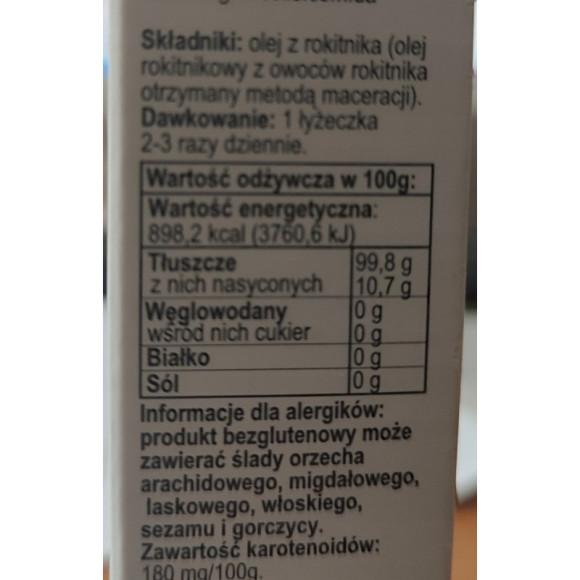 Składniki: olej z rokitnika (olej
rokitnikowy z owoców rokitnika
otrzymany metodą maceracji).
Dawkowanie: 1 łyżeczka
2-3 razy dziennie.
Wartość odżywcza w 100g:
Wartość energetyczna:
898,2 kcal (3760,6 kJ)
Tłuszcze 99,8 g
z nich nasyconych 10,7 g
Węglowodany 0 g
wśród nich cukier 0 g
Białko 0 g
Sól 0 g
Informacje dla alergików:
produkt bezglutenowy może
zawierać ślady orzecha
arachidowego, migdałowego,
laskowego, włoskiego,
sezamu i gorczycy.
Zawartość karotenoidów:
180 mg/100g.